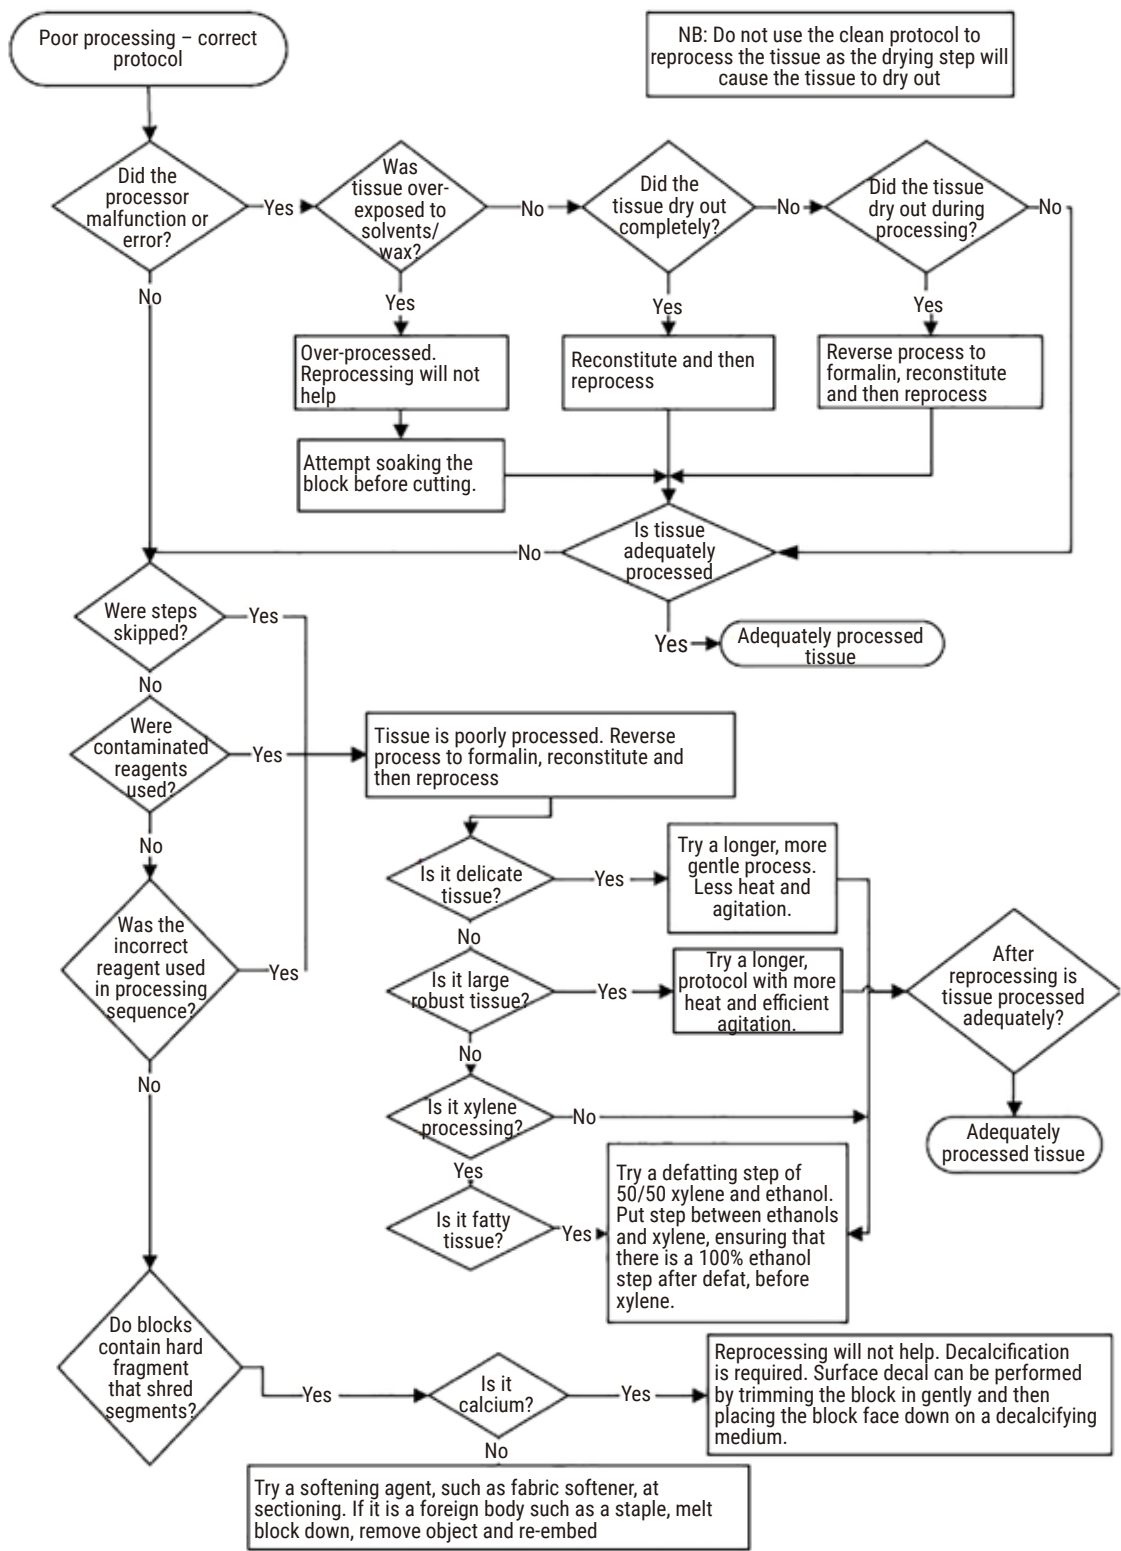 Poor processing – correct
protocol
NB: Do not use the clean protocol to
reprocess the tissue as the drying step will
cause the tissue to dry out
Did the
processor
malfunction or
error?
Yes
Was
tissue over-
exposed to
solvents/
wax?
No
Did the
tissue dry out
completely?
No
Did the tissue
dry out during
processing?
No
No
Yes
Yes
Yes
Over-processed.
Reprocessing will not
help
Reconstitute and then
reprocess
Reverse process to
formalin, reconstitute
and then reprocess
Attempt soaking the
block before cutting.
Is tissue
adequately
processed
No
Yes
Adequately processed
tissue
Were steps
skipped?
Yes
No
Were
contaminated
reagents
used?
Yes
Tissue is poorly processed. Reverse
process to formalin, reconstitute and
then reprocess
No
Was the
incorrect
reagent used
in processing
sequence?
Yes
No
Is it delicate
tissue?
Yes
Try a longer, more
gentle process.
Less heat and
agitation.
No
Is it large
robust tissue?
Yes
Try a longer,
protocol with more
heat and efficient
agitation.
After
reprocessing is
tissue processed
adequately?
No
Is it xylene
processing?
No
Adequately
processed tissue
Yes
Is it fatty
tissue?
Yes
Try a defatting step of
50/50 xylene and ethanol.
Put step between ethanols
and xylene, ensuring that
there is a 100% ethanol
step after defat, before
xylene.
Do blocks
contain hard
fragment
that shred
segments?
Yes
Is it
calcium?
Yes
Reprocessing will not help. Decalcification
is required. Surface decal can be performed
by trimming the block in gently and then
placing the block face down on a decalcifying
medium.
No
Try a softening agent, such as fabric softener, at
sectioning. If it is a foreign body such as a staple, melt
block down, remove object and re-embed